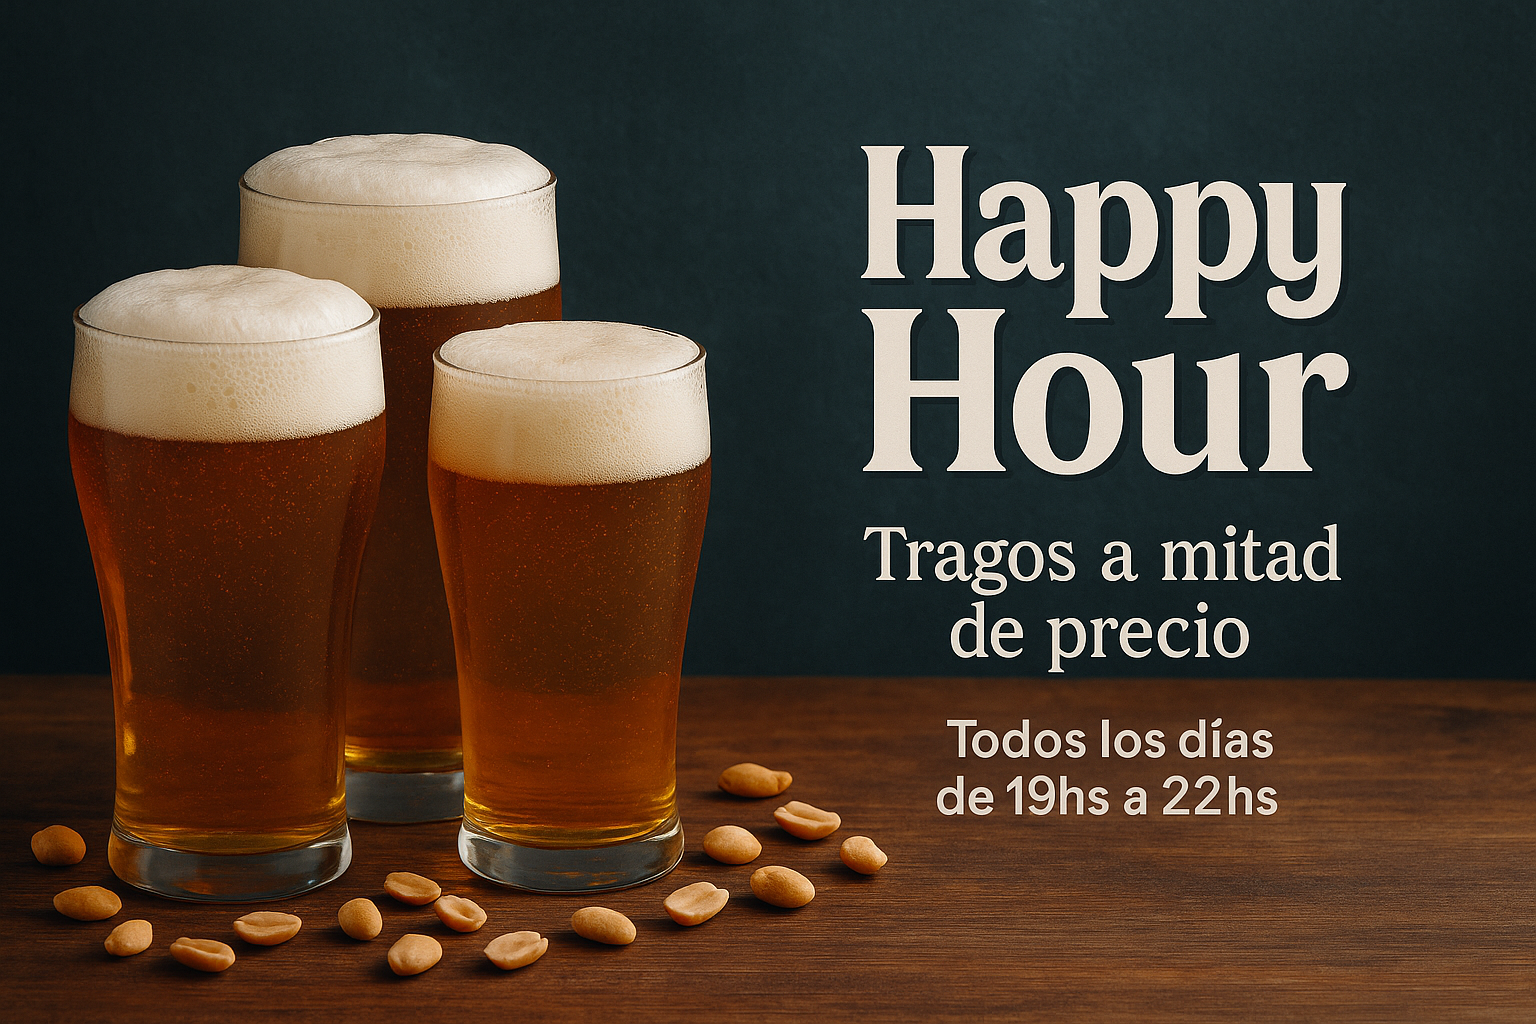 Happy
Hour
Tragos a mitad
de precio
Todos los días
de 19hs a 22hs